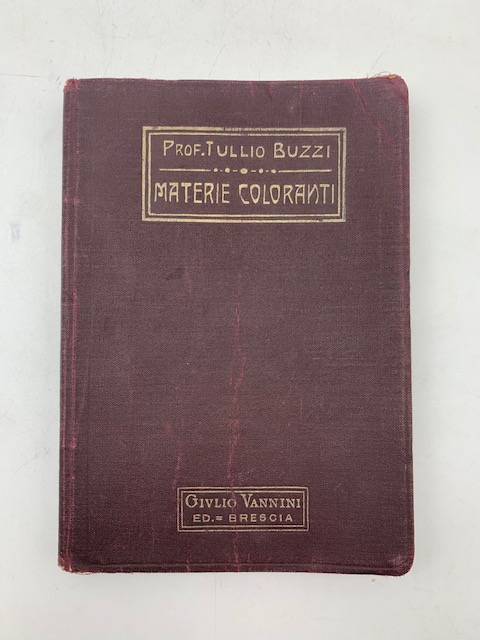 PROF. TULLIO BUZZI
MATERIE COLORANTI
GIVLIO VANNINI
ED.= BRESCIA